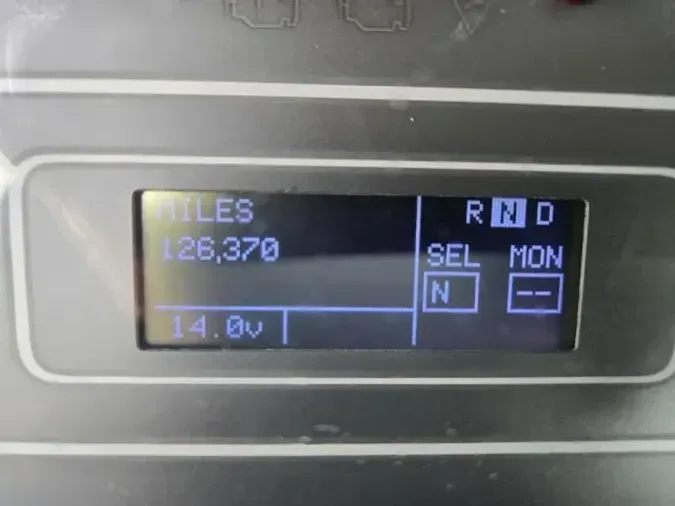 MILES
126,370
14.0v
R N D
SEL MON
N --